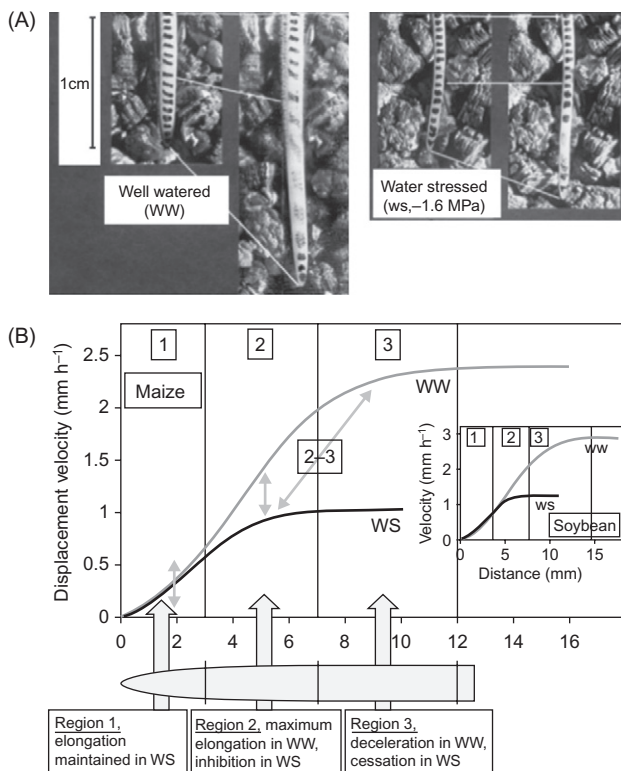 (A)
1cm
Well watered
(WW)
Water stressed
(ws,–1.6 MPa)
(B)
Displacement velocity (mm h⁻¹)
2.5
2
1.5
1
0.5
0
1
2
3
Maize
WW
2–3
WS
0
2
4
6
8
10
12
14
16
Velocity (mm h⁻¹)
3
2
1
0
1
2
3
ww
ws
Soybean
0
5
10
15
Distance (mm)
Region 1,
elongation
maintained in WS
Region 2, maximum
elongation in WW,
inhibition in WS
Region 3,
deceleration in WW,
cessation in WS